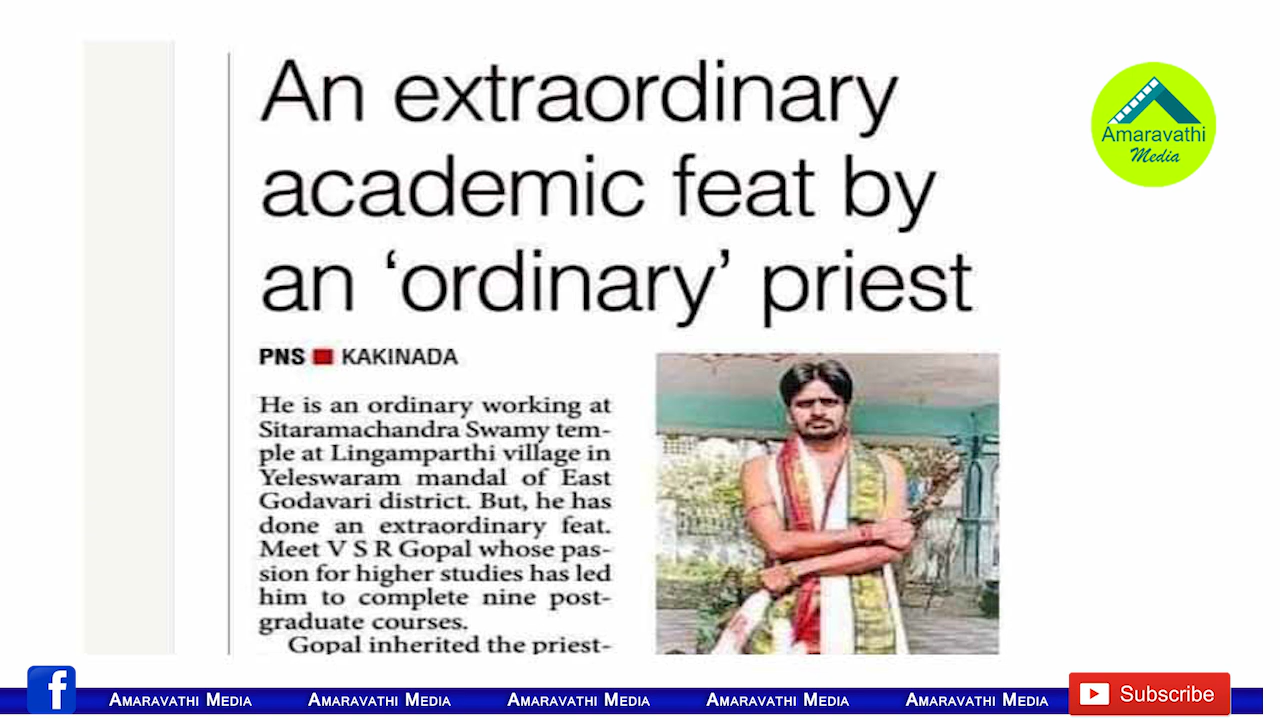 An extraordinary
academic feat by
an ‘ordinary’ priest
PNS ■ KAKINADA
He is an ordinary working at
Sitaramachandra Swamy tem-
ple at Lingamparthi village in
Yeleswaram mandal of East
Godavari district. But, he has
done an extraordinary feat.
Meet V S R Gopal whose pas-
sion for higher studies has led
him to complete nine post-
graduate courses.
Gopal inherited the priest-
Amaravathi
Media
f
AMARAVATHI MEDIA AMARAVATHI MEDIA AMARAVATHI MEDIA AMARAVATHI MEDIA AMARAVATHI MEDIA
Subscribe